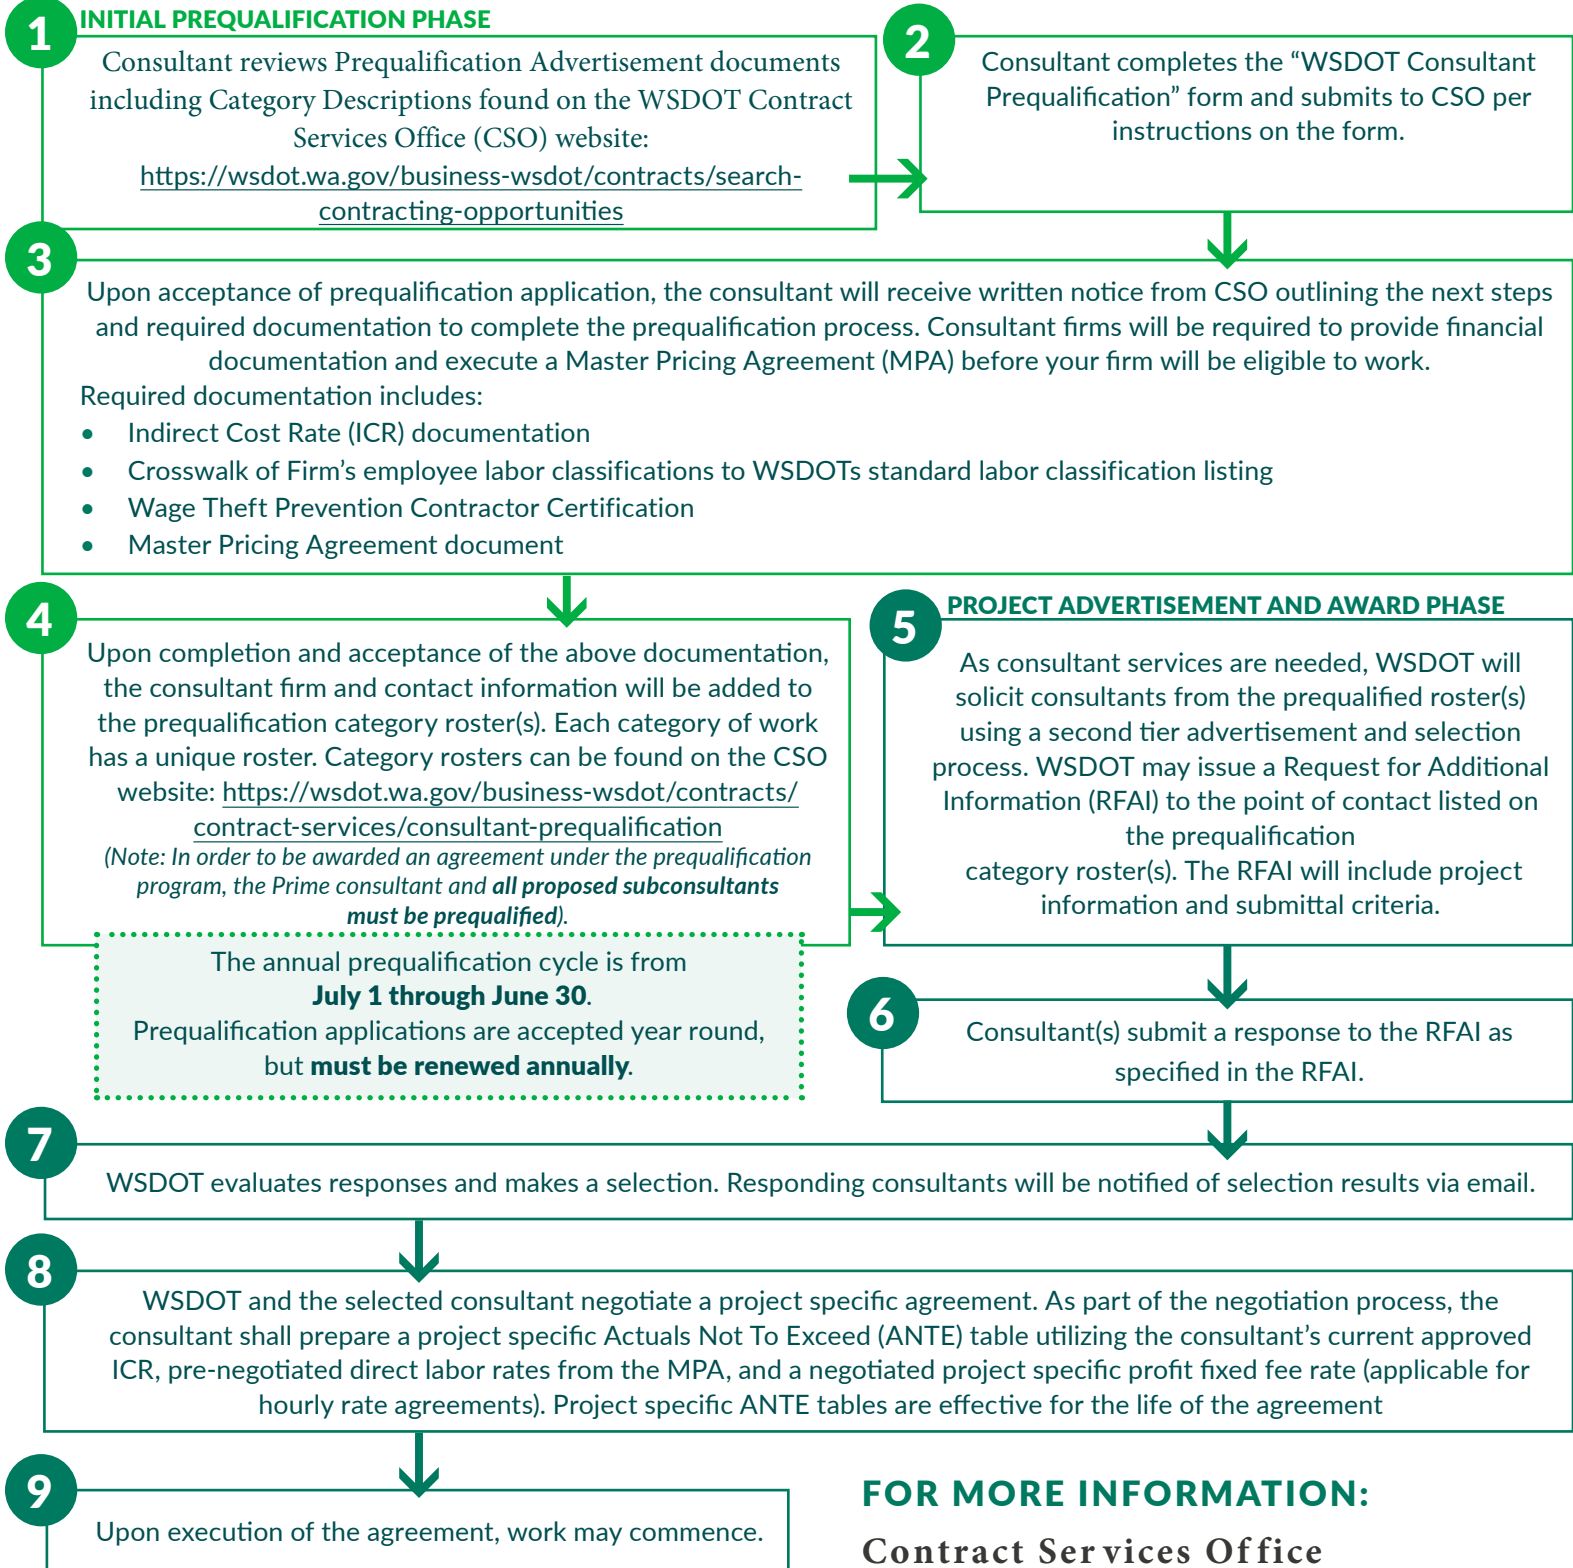 1
INITIAL PREQUALIFICATION PHASE
Consultant reviews Prequalification Advertisement documents
including Category Descriptions found on the WSDOT Contract
Services Office (CSO) website:
https://wsdot.wa.gov/business-wsdot/contracts/search-
contracting-opportunities
2
Consultant completes the “WSDOT Consultant
Prequalification” form and submits to CSO per
instructions on the form.
3
Upon acceptance of prequalification application, the consultant will receive written notice from CSO outlining the next steps
and required documentation to complete the prequalification process. Consultant firms will be required to provide financial
documentation and execute a Master Pricing Agreement (MPA) before your firm will be eligible to work.
Required documentation includes:
• Indirect Cost Rate (ICR) documentation
• Crosswalk of Firm’s employee labor classifications to WSDOTs standard labor classification listing
• Wage Theft Prevention Contractor Certification
• Master Pricing Agreement document
4
Upon completion and acceptance of the above documentation,
the consultant firm and contact information will be added to
the prequalification category roster(s). Each category of work
has a unique roster. Category rosters can be found on the CSO
website: https://wsdot.wa.gov/business-wsdot/contracts/
contract-services/consultant-prequalification
(Note: In order to be awarded an agreement under the prequalification
program, the Prime consultant and all proposed subconsultants
must be prequalified).
The annual prequalification cycle is from
July 1 through June 30.
Prequalification applications are accepted year round,
but must be renewed annually.
5
PROJECT ADVERTISEMENT AND AWARD PHASE
As consultant services are needed, WSDOT will
solicit consultants from the prequalified roster(s)
using a second tier advertisement and selection
process. WSDOT may issue a Request for Additional
Information (RFAI) to the point of contact listed on
the prequalification
category roster(s). The RFAI will include project
information and submittal criteria.
6
Consultant(s) submit a response to the RFAI as
specified in the RFAI.
7
WSDOT evaluates responses and makes a selection. Responding consultants will be notified of selection results via email.
8
WSDOT and the selected consultant negotiate a project specific agreement. As part of the negotiation process, the
consultant shall prepare a project specific Actuals Not To Exceed (ANTE) table utilizing the consultant’s current approved
ICR, pre-negotiated direct labor rates from the MPA, and a negotiated project specific profit fixed fee rate (applicable for
hourly rate agreements). Project specific ANTE tables are effective for the life of the agreement
9
Upon execution of the agreement, work may commence.
FOR MORE INFORMATION:
Contract Services Office